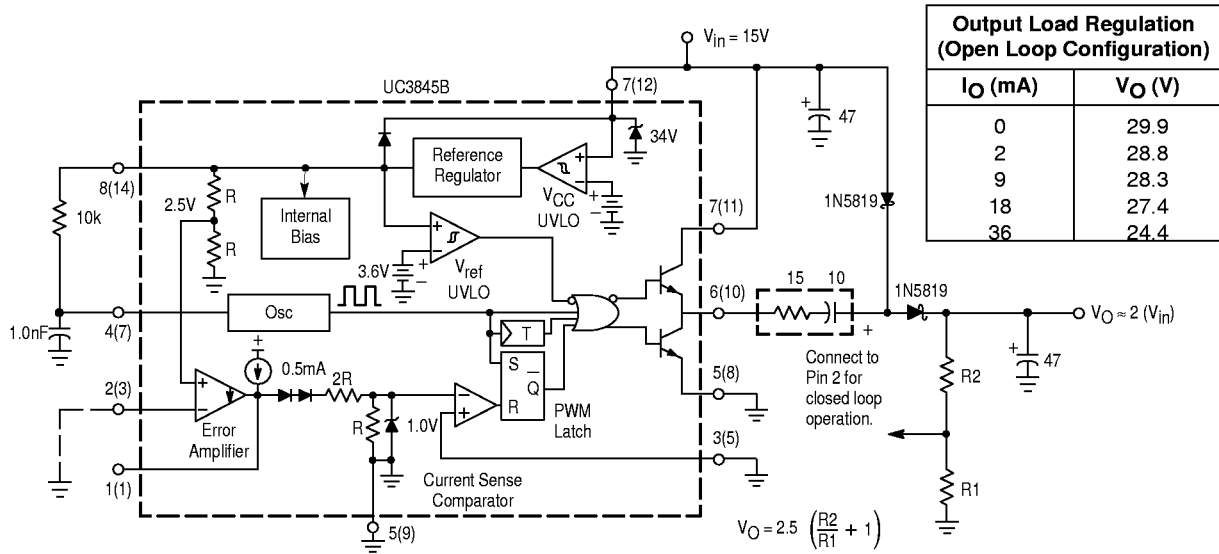 Output Load Regulation
(Open Loop Configuration)
IO (mA) VO (V)
0 29.9
2 28.8
9 28.3
18 27.4
36 24.4
Vin = 15V
UC3845B
7(12)
34V
+
47
Reference
Regulator
+
−
VCC
UVLO
+
−
8(14)
R
2.5V
Internal
Bias
10k
R
+
−
3.6V
+
−
Vref
UVLO
7(11)
1N5819
15 10
6(10)
+
1N5819
VO ≈ 2 (Vin)
1.0nF
4(7)
Osc
T
+
0.5mA
2(3)
+
−
2R
S
Q
R
−
+
5(8)
Connect to
Pin 2 for
closed loop
operation.
R2
+
47
Error
Amplifier
R
1.0V
PWM
Latch
3(5)
1(1)
Current Sense
Comparator
R1
5(9)
VO = 2.5 (R2/R1 + 1)